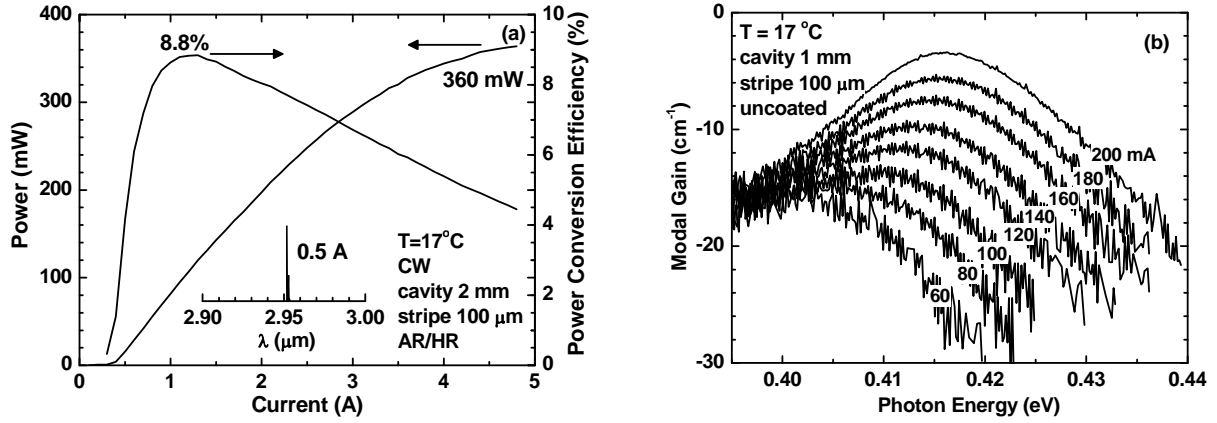 400
300
200
100
0
Power (mW)
0
1
2
3
4
5
Current (A)
10
8
6
4
2
0
Power Conversion Efficiency (%)
(a)
8.8%
360 mW
0.5 A
2.90
2.95
3.00
λ (μm)
T=17°C
CW
cavity 2 mm
stripe 100 μm
AR/HR
-0
-10
-20
-30
Modal Gain (cm⁻¹)
0.40
0.41
0.42
0.43
0.44
Photon Energy (eV)
T = 17 °C
cavity 1 mm
stripe 100 μm
uncoated
(b)
200 mA
180
160
140
120
100
80
60